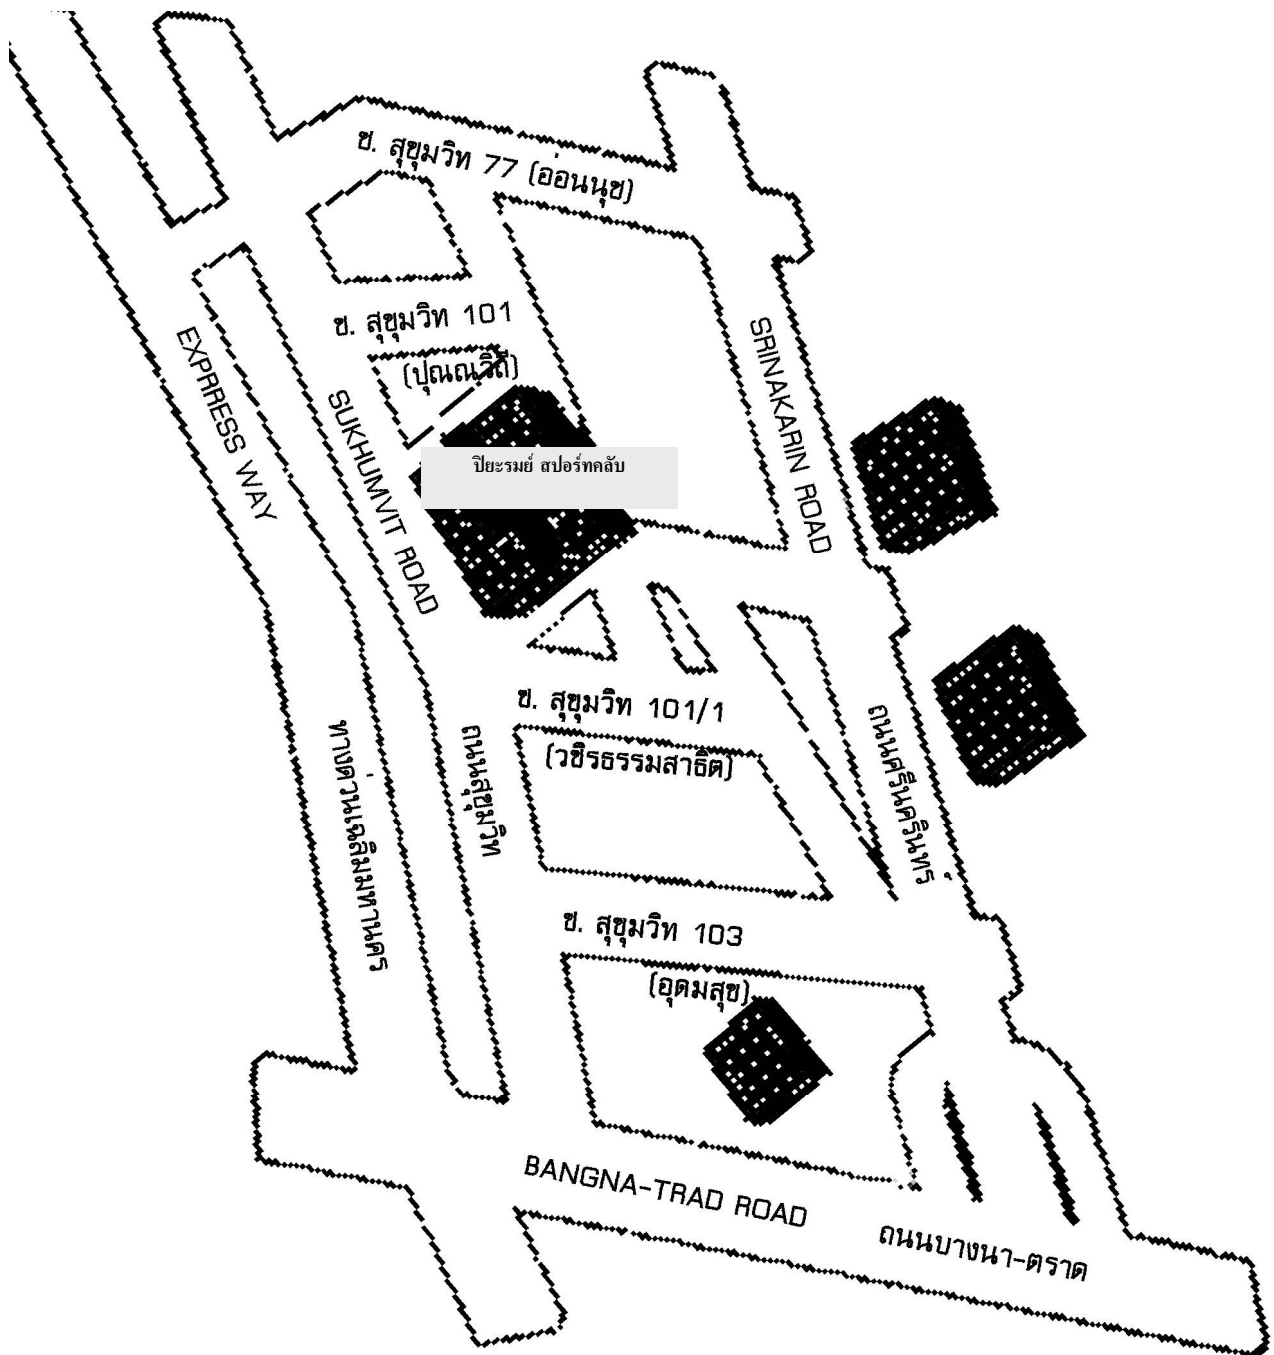 ซ. สุขุมวิท 77 (อ่อนนุช)
ซ. สุขุมวิท 101
(ปุณณวิถี)
EXPRRESS WAY
SUKHUMVIT ROAD
SRINAKARIN ROAD
ปิยะรมย์ สปอร์ทคลับ
ซ. สุขุมวิท 101/1
(วชิรธรรมสาธิต)
ทางด่วนเฉลิมมหานคร
ถนนสุขุมวิท
ถนนศรีนครินทร์
ซ. สุขุมวิท 103
(อุดมสุข)
BANGNA-TRAD ROAD
ถนนบางนา-ตราด